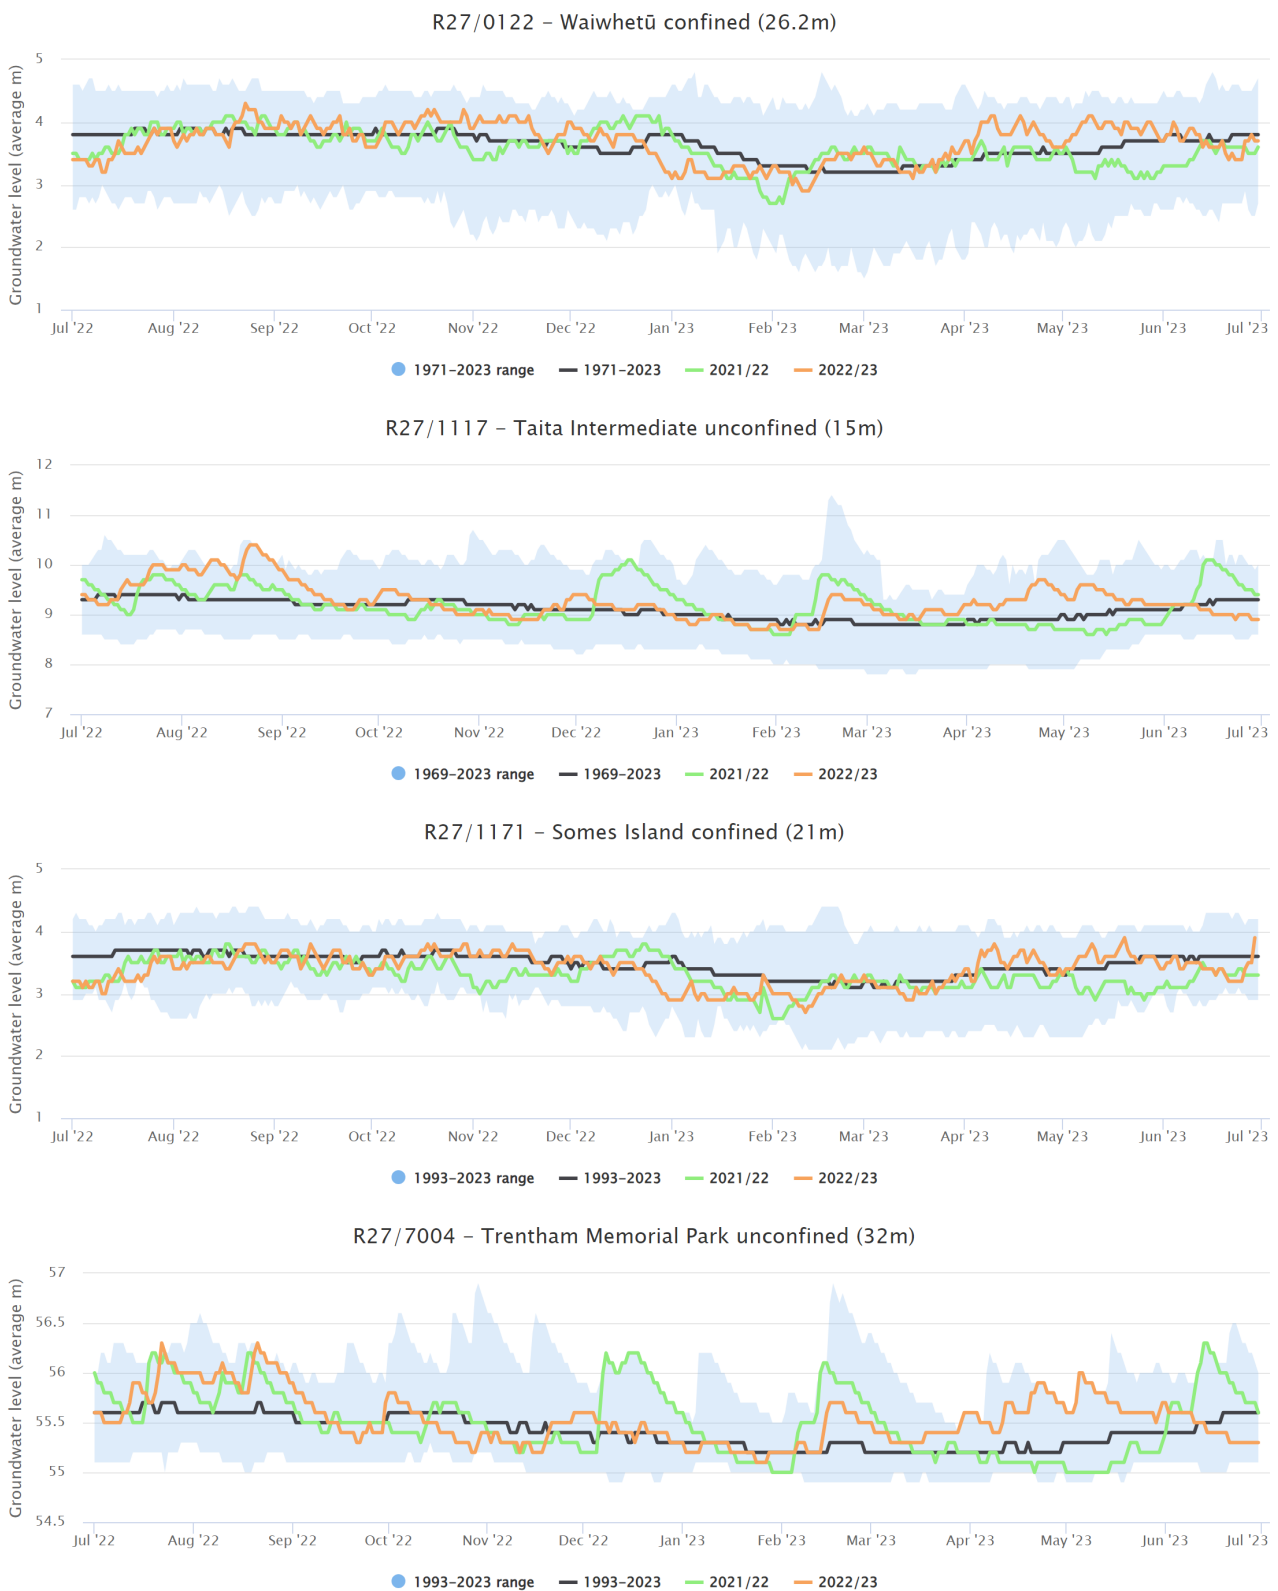 R27/0122 – Waiwhetū confined (26.2m)
Groundwater level (average m)
5
4
3
2
1
Jul '22 Aug '22 Sep '22 Oct '22 Nov '22 Dec '22 Jan '23 Feb '23 Mar '23 Apr '23 May '23 Jun '23 Jul '23
1971–2023 range 1971–2023 2021/22 2022/23
R27/1117 – Taita Intermediate unconfined (15m)
Groundwater level (average m)
12
11
10
9
8
7
Jul '22 Aug '22 Sep '22 Oct '22 Nov '22 Dec '22 Jan '23 Feb '23 Mar '23 Apr '23 May '23 Jun '23 Jul '23
1969–2023 range 1969–2023 2021/22 2022/23
R27/1171 – Somes Island confined (21m)
Groundwater level (average m)
5
4
3
2
1
Jul '22 Aug '22 Sep '22 Oct '22 Nov '22 Dec '22 Jan '23 Feb '23 Mar '23 Apr '23 May '23 Jun '23 Jul '23
1993–2023 range 1993–2023 2021/22 2022/23
R27/7004 – Trentham Memorial Park unconfined (32m)
Groundwater level (average m)
57
56.5
56
55.5
55
54.5
Jul '22 Aug '22 Sep '22 Oct '22 Nov '22 Dec '22 Jan '23 Feb '23 Mar '23 Apr '23 May '23 Jun '23 Jul '23
1993–2023 range 1993–2023 2021/22 2022/23